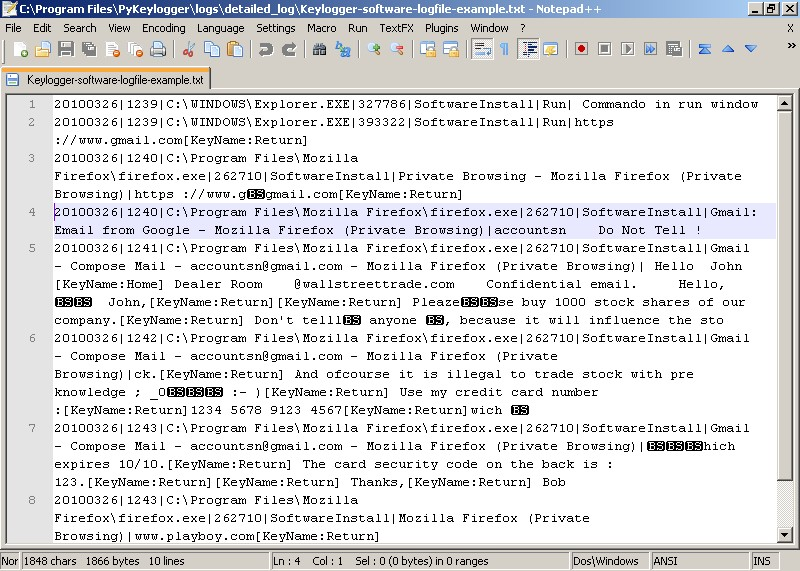 C:\Program Files\PyKeylogger\logs\detailed_log\Keylogger-software-logfile-example.txt - Notepad++
File Edit Search View Encoding Language Settings Macro Run TextFX Plugins Window ? X
Keylogger-software-logfile-example.txt
1 20100326|1239|C:\WINDOWS\Explorer.EXE|327786|SoftwareInstall|Run| Commando in run window
2 20100326|1239|C:\WINDOWS\Explorer.EXE|393322|SoftwareInstall|Run|https
://www.gmail.com[KeyName:Return]
3 20100326|1240|C:\Program Files\Mozilla
Firefox\firefox.exe|262710|SoftwareInstall|Private Browsing - Mozilla Firefox (Private
Browsing)|https ://www.gBSgmail.com[KeyName:Return]
4 20100326|1240|C:\Program Files\Mozilla Firefox\firefox.exe|262710|SoftwareInstall|Gmail:
Email from Google - Mozilla Firefox (Private Browsing)|accountsn Do Not Tell !
5 20100326|1241|C:\Program Files\Mozilla Firefox\firefox.exe|262710|SoftwareInstall|Gmail
- Compose Mail - accountsn@gmail.com - Mozilla Firefox (Private Browsing)| Hello John
[KeyName:Home] Dealer Room @wallstreettrade.com Confidential email. Hello,
BSBS John,[KeyName:Return][KeyName:Return] PleazeBSBSse buy 1000 stock shares of our
company.[KeyName:Return] Don't telllBS anyone BS, because it will influence the sto
6 20100326|1242|C:\Program Files\Mozilla Firefox\firefox.exe|262710|SoftwareInstall|Gmail
- Compose Mail - accountsn@gmail.com - Mozilla Firefox (Private
Browsing)|ck.[KeyName:Return] And ofcourse it is illegal to trade stock with pre
knowledge ; _OBSBSBS :- )[KeyName:Return] Use my credit card number
:[KeyName:Return]1234 5678 9123 4567[KeyName:Return]wich BS
7 20100326|1243|C:\Program Files\Mozilla Firefox\firefox.exe|262710|SoftwareInstall|Gmail
- Compose Mail - accountsn@gmail.com - Mozilla Firefox (Private Browsing)|BSBSBShich
expires 10/10.[KeyName:Return] The card security code on the back is :
123.[KeyName:Return][KeyName:Return] Thanks,[KeyName:Return] Bob
8 20100326|1243|C:\Program Files\Mozilla
Firefox\firefox.exe|262710|SoftwareInstall|Mozilla Firefox (Private
Browsing)|www.playboy.com[KeyName:Return]
Nor 1848 chars 1866 bytes 10 lines Ln : 4 Col : 1 Sel : 0 (0 bytes) in 0 ranges Dos\Windows ANSI INS